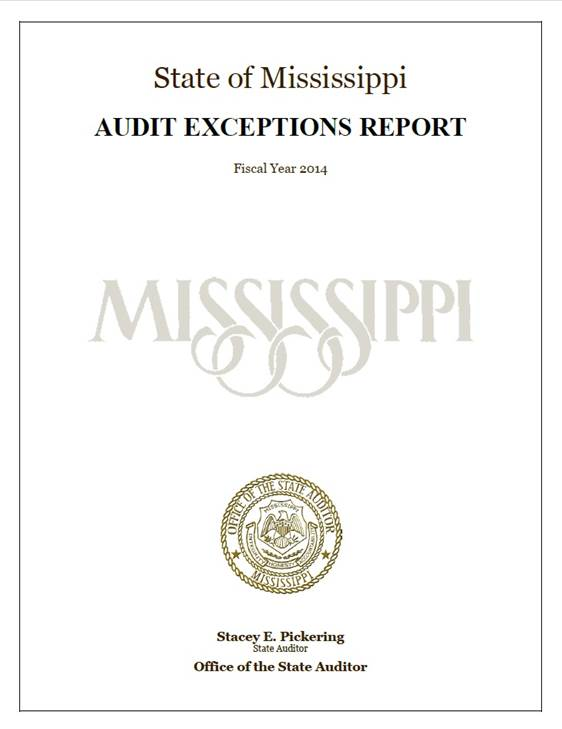 State of Mississippi
AUDIT EXCEPTIONS REPORT
Fiscal Year 2014
MISSISSIPPI
OFFICE OF THE STATE AUDITOR
MISSISSIPPI
MISSISSIPPI
Stacey E. Pickering
State Auditor
Office of the State Auditor